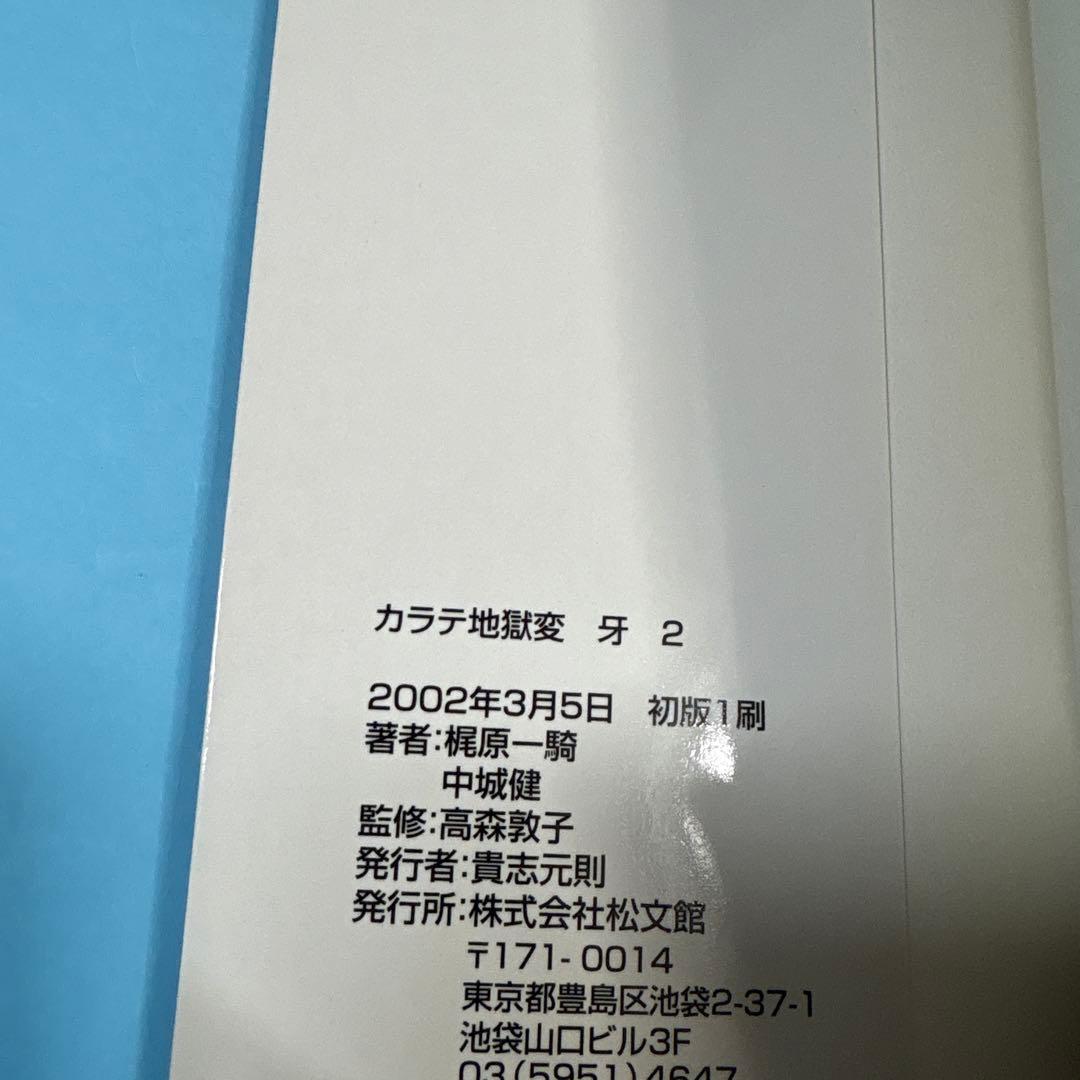 カラテ地獄変　牙　2
2002年3月5日　初版1刷
著者:梶原一騎
中城健
監修:高森敦子
発行者:貴志元則
発行所:株式会社松文館
〒171-0014
東京都豊島区池袋2-37-1
池袋山口ビル3F
03(5951)4647